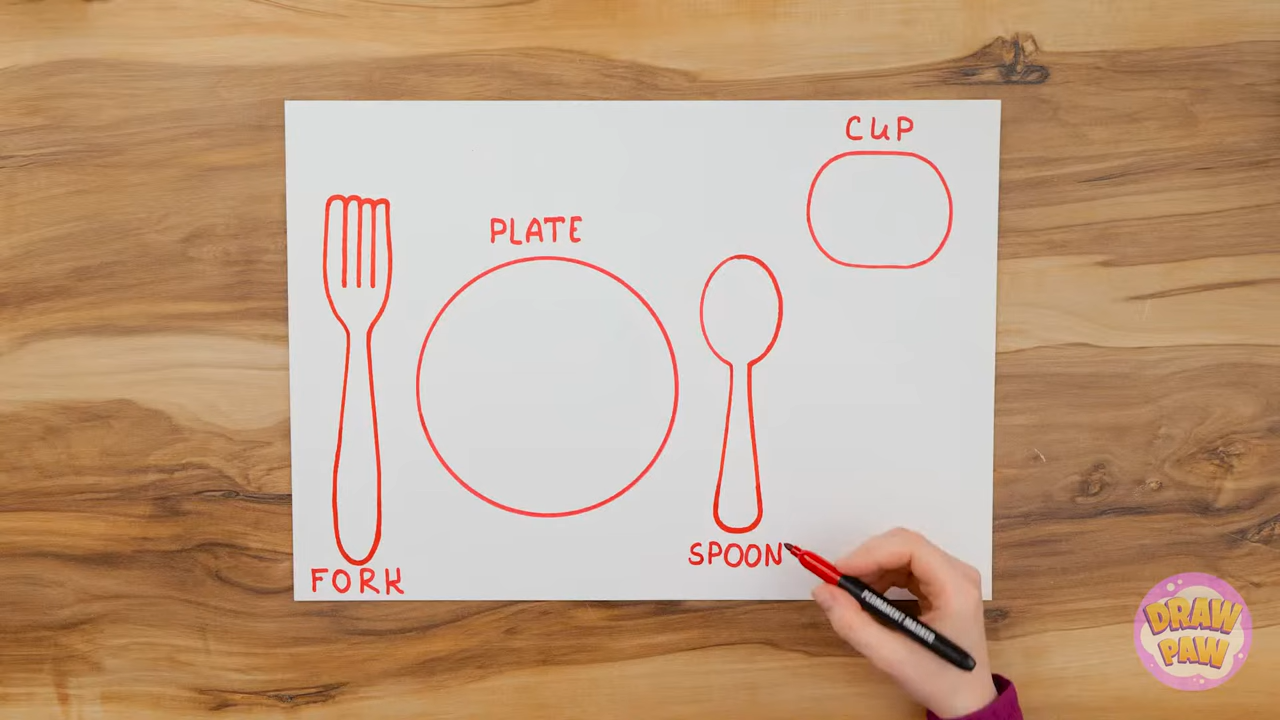 CUP
PLATE
SPOON
FORK
PERMANENT MARKER
DRAW
PAW